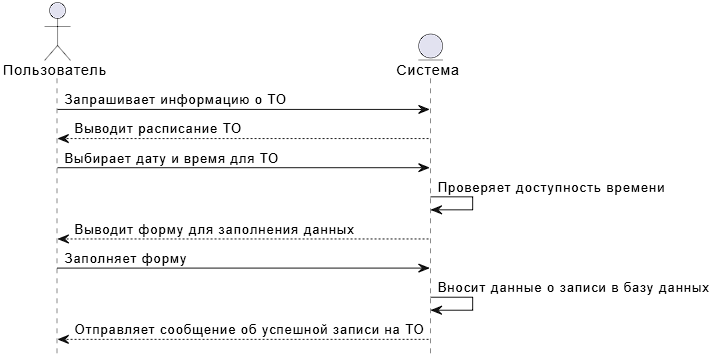 Пользователь
Система
Запрашивает информацию о ТО
Выводит расписание ТО
Выбирает дату и время для ТО
Проверяет доступность времени
Выводит форму для заполнения данных
Заполняет форму
Вносит данные о записи в базу данных
Отправляет сообщение об успешной записи на ТО